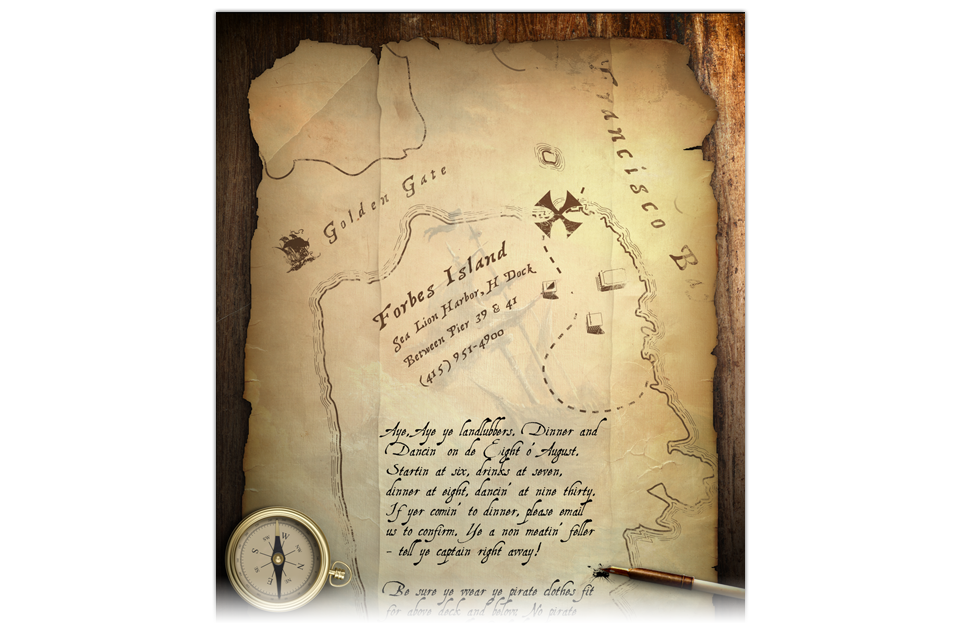 Francisco Ba
Golden Gate
Forbes Island
Sea Lion Harbor, H Dock
Between Pier 39 & 41
(415) 951-4900
Aye, Aye ye landlubbers. Dinner and
Dancin' on de Eight o' August.
Startin at six, drinks at seven,
dinner at eight, dancin' at nine thirty.
If yer comin' to dinner, please email
us to confirm. Ye a non meatin' feller
- tell ye captain right away!
Be sure ye wear ye pirate clothes fit
for above deck and below. No pirate
W
S
N
E